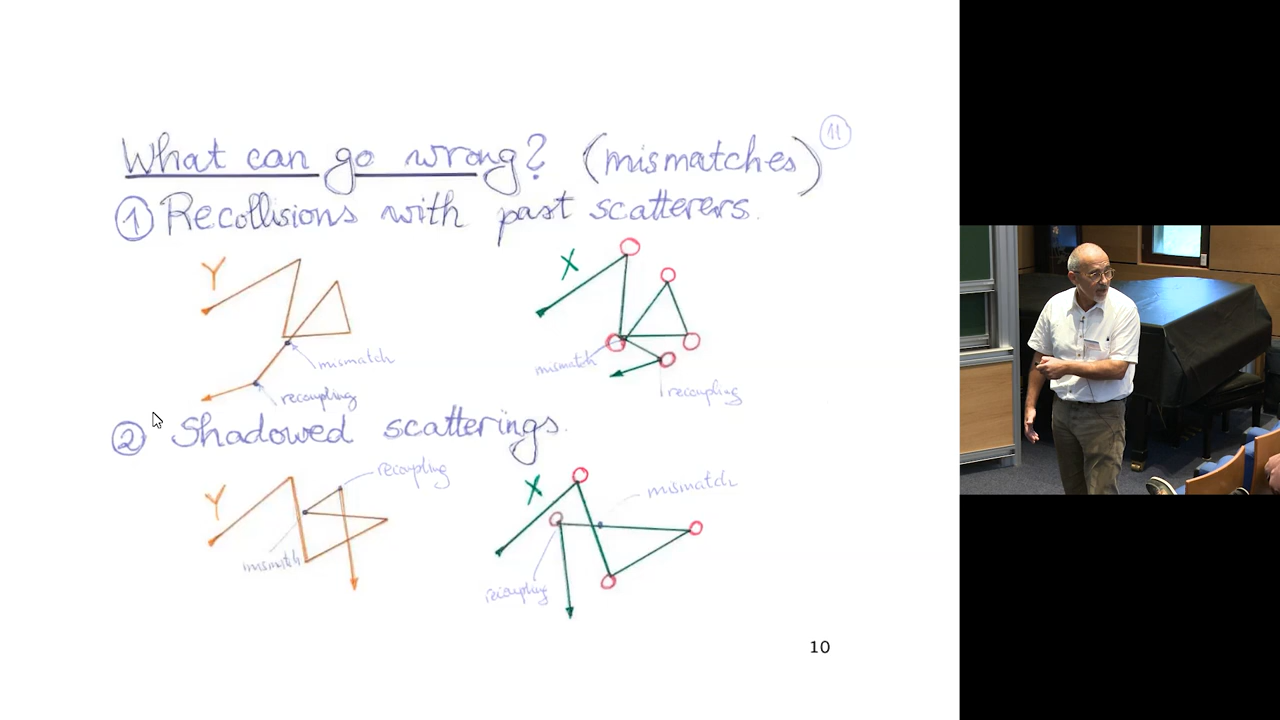 What can go wrong? (mismatches) 11
1 Recollisions with past scatterers.
Y X
mismatch mismatch
recoupling recoupling
2 Shadowed scatterings.
recoupling
Y X mismatch
mismatch
recoupling
10